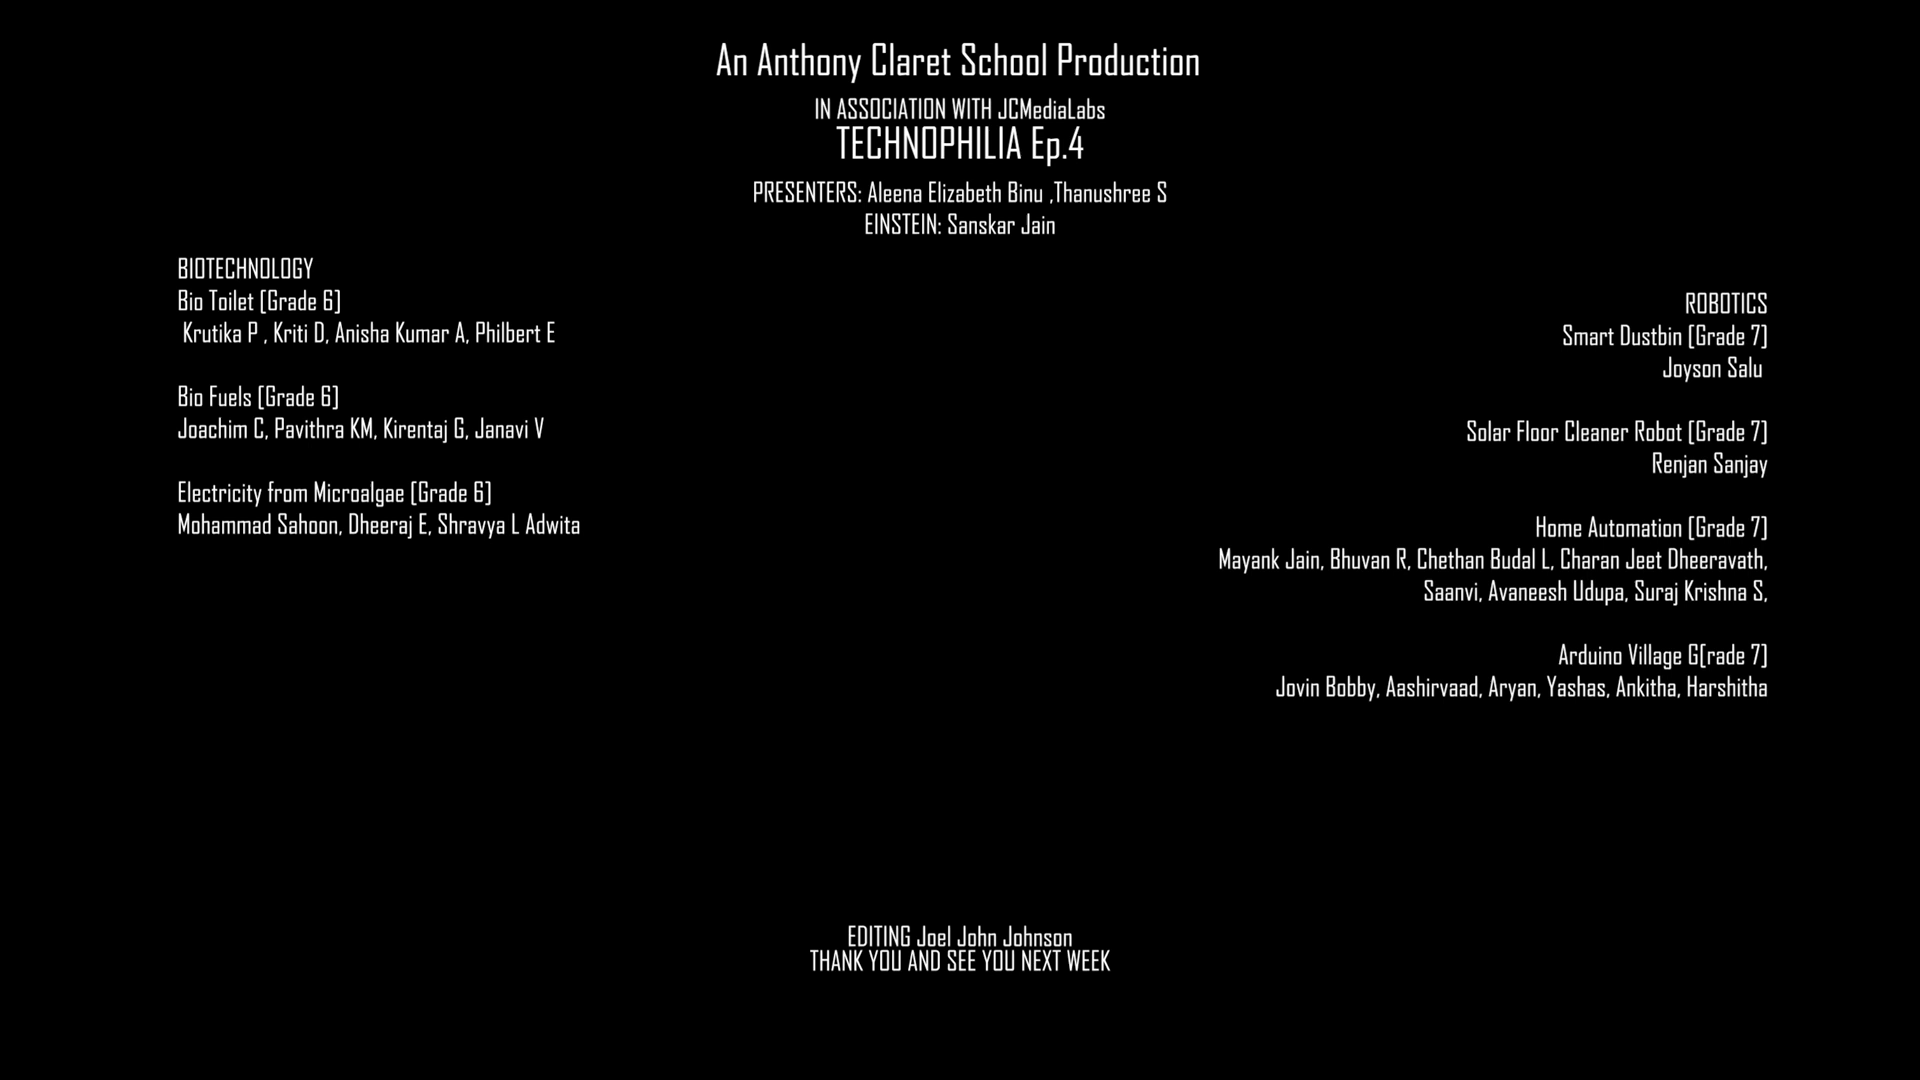 An Anthony Claret School Production
IN ASSOCIATION WITH JCMediaLabs
TECHNOPHILIA Ep.4
PRESENTERS: Aleena Elizabeth Binu ,Thanushree S
EINSTEIN: Sanskar Jain
BIOTECHNOLOGY
Bio Toilet [Grade 6]
Krutika P , Kriti D, Anisha Kumar A, Philbert E
Bio Fuels [Grade 6]
Joachim C, Pavithra KM, Kirentaj G, Janavi V
Electricity from Microalgae [Grade 6]
Mohammad Sahoon, Dheeraj E, Shravya L Adwita
ROBOTICS
Smart Dustbin [Grade 7]
Joyson Salu
Solar Floor Cleaner Robot [Grade 7]
Renjan Sanjay
Home Automation [Grade 7]
Mayank Jain, Bhuvan R, Chethan Budal L, Charan Jeet Dheeravath,
Saanvi, Avaneesh Udupa, Suraj Krishna S,
Arduino Village G[rade 7]
Jovin Bobby, Aashirvaad, Aryan, Yashas, Ankitha, Harshitha
EDITING Joel John Johnson
THANK YOU AND SEE YOU NEXT WEEK